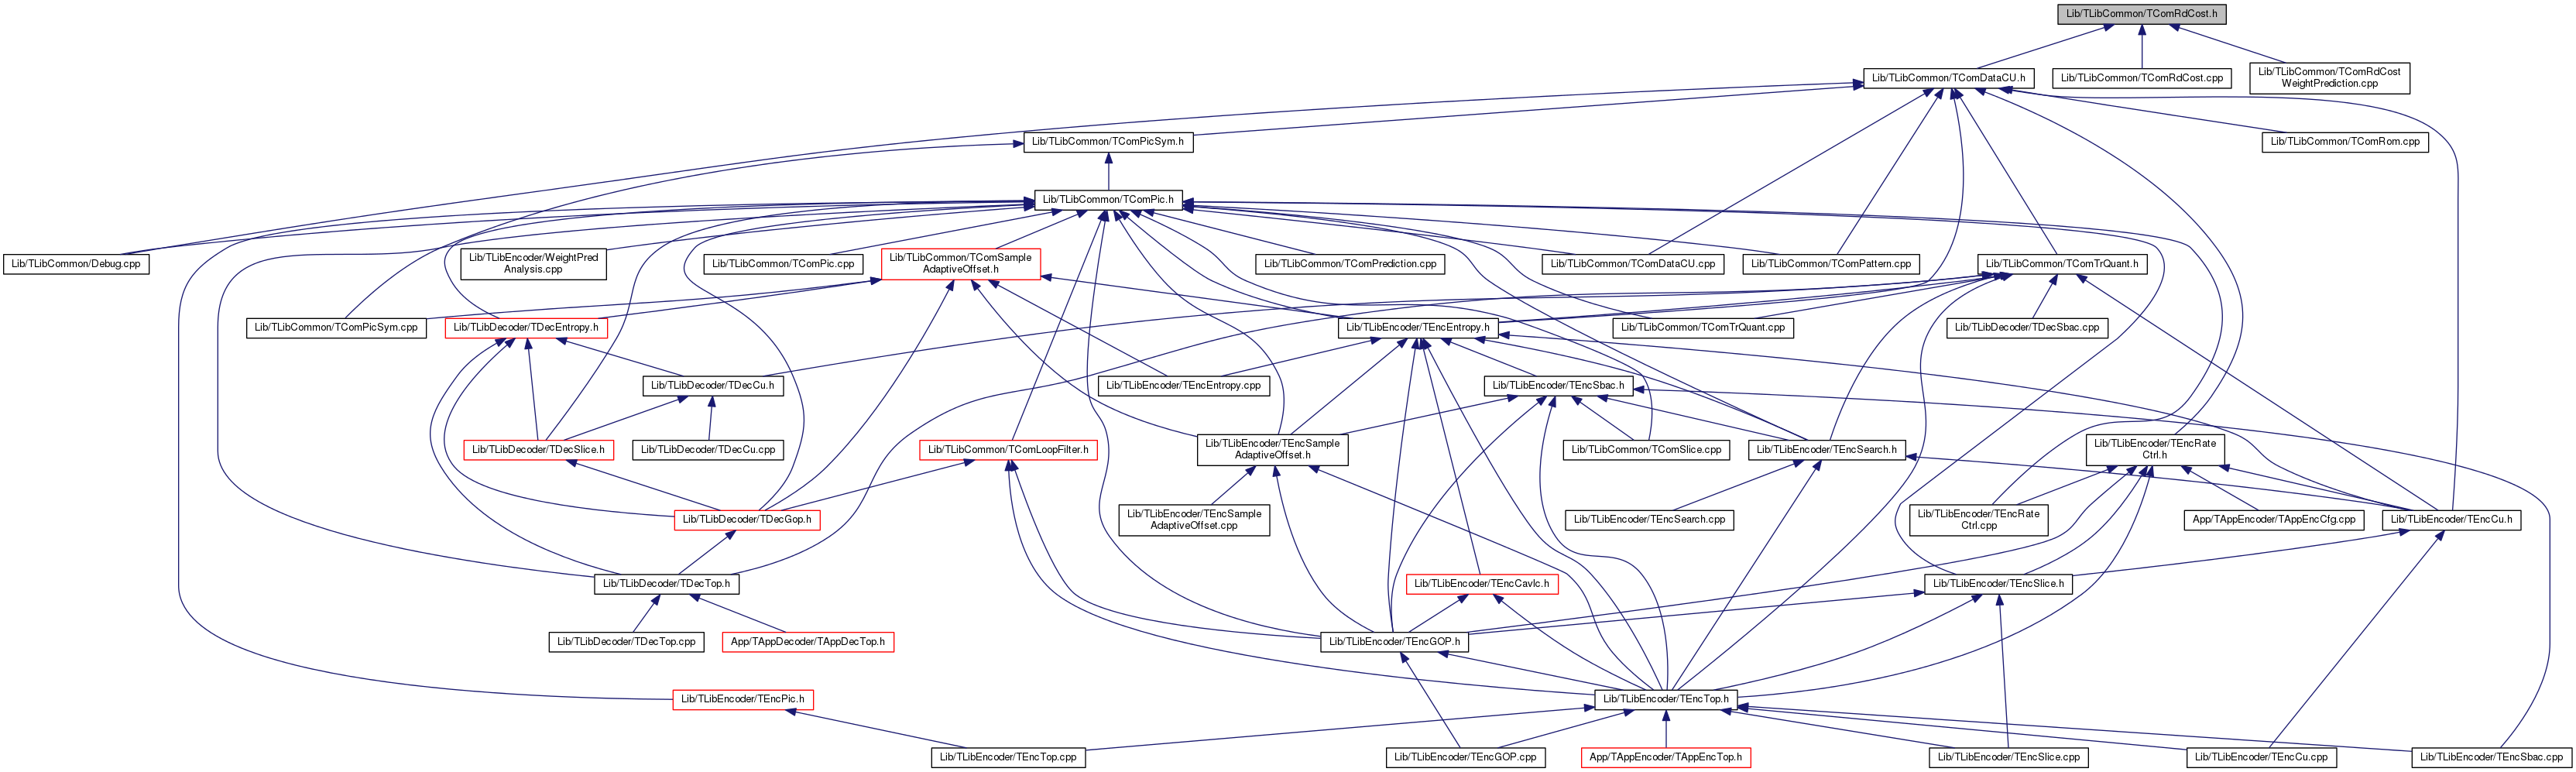 Lib/TLibCommon/TComRdCost.h
Lib/TLibCommon/TComDataCU.h
Lib/TLibCommon/TComRdCost.cpp
Lib/TLibCommon/TComRdCost
WeightPrediction.cpp
Lib/TLibCommon/TComPicSym.h
Lib/TLibCommon/TComRom.cpp
Lib/TLibCommon/TComPic.h
Lib/TLibCommon/Debug.cpp
Lib/TLibEncoder/WeightPred
Analysis.cpp
Lib/TLibCommon/TComPic.cpp
Lib/TLibCommon/TComSample
AdaptiveOffset.h
Lib/TLibCommon/TComPrediction.cpp
Lib/TLibCommon/TComDataCU.cpp
Lib/TLibCommon/TComPattern.cpp
Lib/TLibCommon/TComTrQuant.h
Lib/TLibCommon/TComPicSym.cpp
Lib/TLibDecoder/TDecEntropy.h
Lib/TLibEncoder/TEncEntropy.h
Lib/TLibCommon/TComTrQuant.cpp
Lib/TLibDecoder/TDecSbac.cpp
Lib/TLibDecoder/TDecCu.h
Lib/TLibEncoder/TEncEntropy.cpp
Lib/TLibEncoder/TEncSbac.h
Lib/TLibDecoder/TDecSlice.h
Lib/TLibDecoder/TDecCu.cpp
Lib/TLibCommon/TComLoopFilter.h
Lib/TLibEncoder/TEncSample
AdaptiveOffset.h
Lib/TLibCommon/TComSlice.cpp
Lib/TLibEncoder/TEncSearch.h
Lib/TLibEncoder/TEncRate
Ctrl.h
Lib/TLibDecoder/TDecGop.h
Lib/TLibEncoder/TEncSample
AdaptiveOffset.cpp
Lib/TLibEncoder/TEncSearch.cpp
Lib/TLibEncoder/TEncRate
Ctrl.cpp
App/TAppEncoder/TAppEncCfg.cpp
Lib/TLibEncoder/TEncCu.h
Lib/TLibDecoder/TDecTop.h
Lib/TLibEncoder/TEncCavlc.h
Lib/TLibEncoder/TEncSlice.h
Lib/TLibDecoder/TDecTop.cpp
App/TAppDecoder/TAppDecTop.h
Lib/TLibEncoder/TEncGOP.h
Lib/TLibEncoder/TEncPic.h
Lib/TLibEncoder/TEncTop.h
Lib/TLibEncoder/TEncTop.cpp
Lib/TLibEncoder/TEncGOP.cpp
App/TAppEncoder/TAppEncTop.h
Lib/TLibEncoder/TEncSlice.cpp
Lib/TLibEncoder/TEncCu.cpp
Lib/TLibEncoder/TEncSbac.cpp